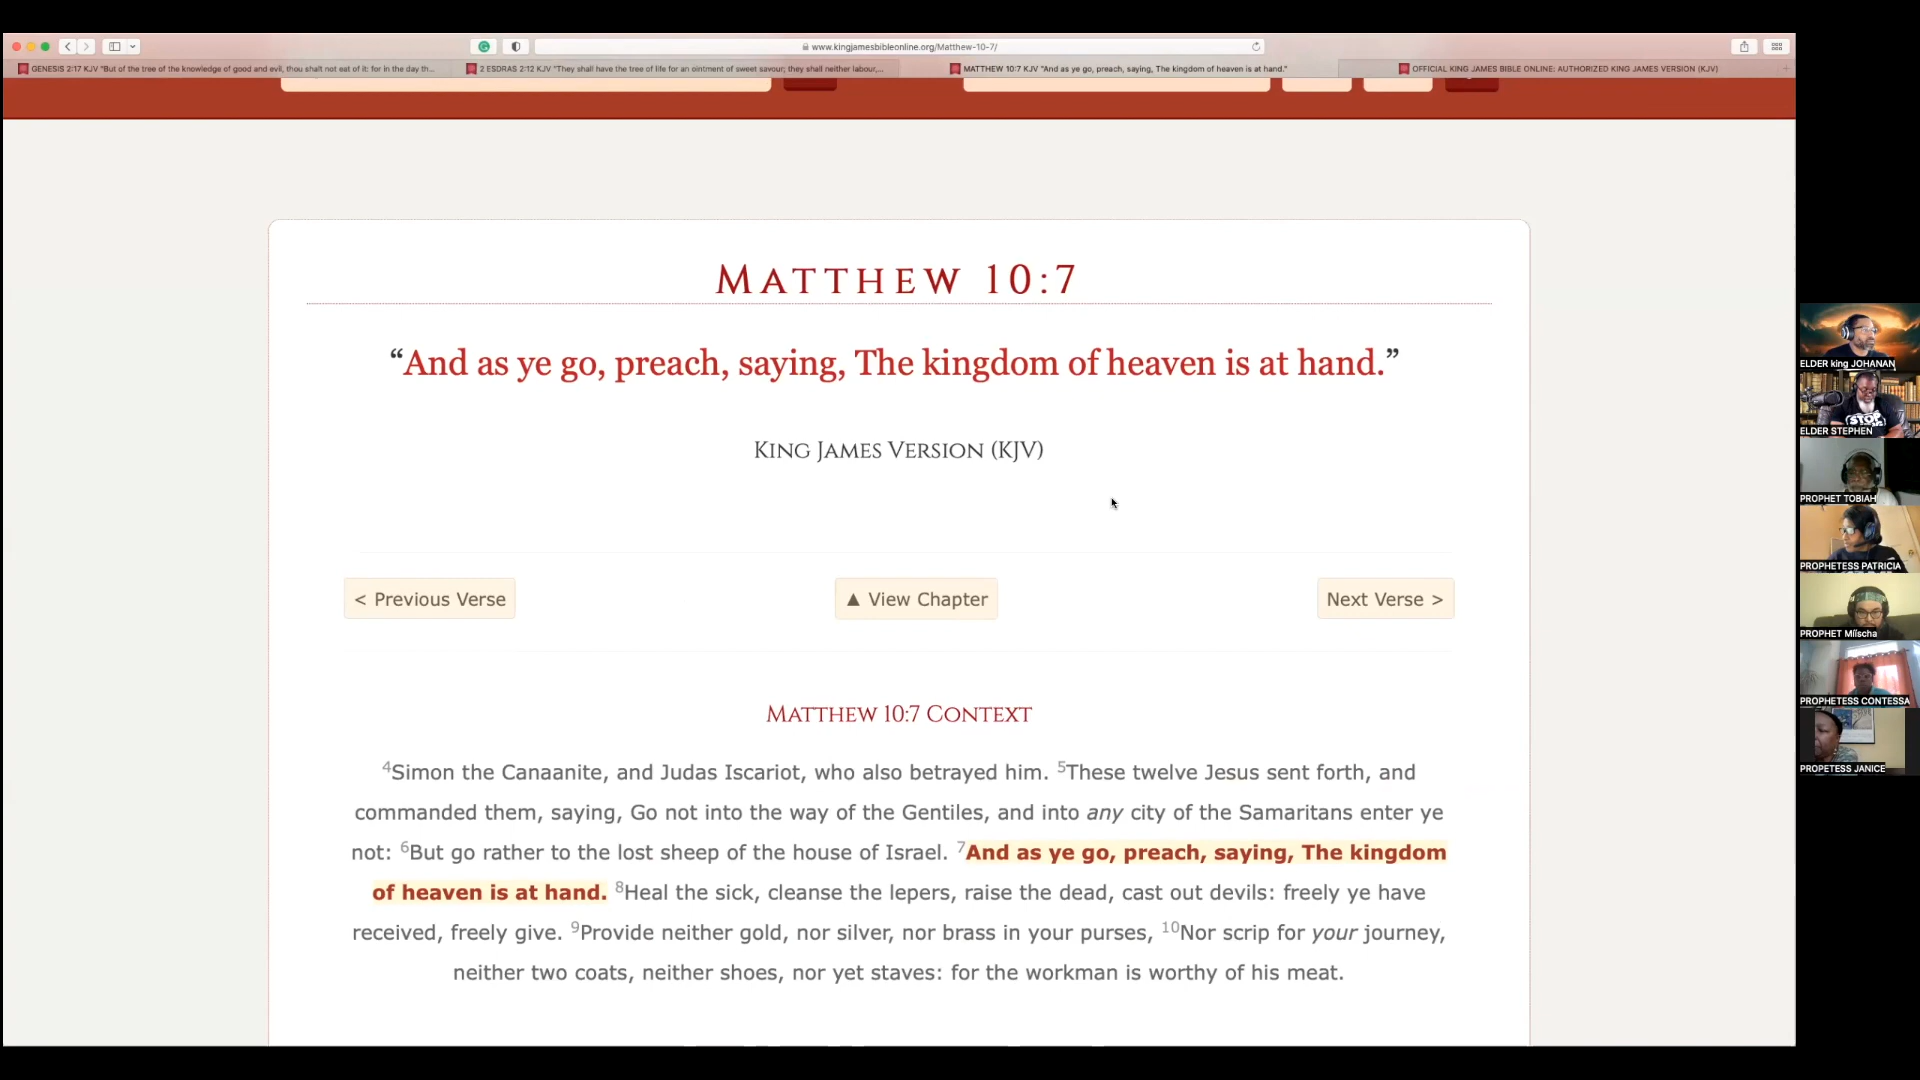 www.kingjamesbibleonline.org/Matthew-10-7/
GENESIS 2:17 KJV "But of the tree of the knowledge of good and evil, thou shalt not eat of it: for in the day th...
2 ESDRAS 2:12 KJV "They shall have the tree of life for an ointment of sweet savour; they shall neither labour,...
MATTHEW 10:7 KJV "And as ye go, preach, saying, The kingdom of heaven is at hand."
OFFICIAL KING JAMES BIBLE ONLINE: AUTHORIZED KING JAMES VERSION (KJV)
MATTHEW 10:7
“And as ye go, preach, saying, The kingdom of heaven is at hand.”
KING JAMES VERSION (KJV)
< Previous Verse
▲ View Chapter
Next Verse >
MATTHEW 10:7 CONTEXT
4Simon the Canaanite, and Judas Iscariot, who also betrayed him. 5These twelve Jesus sent forth, and
commanded them, saying, Go not into the way of the Gentiles, and into any city of the Samaritans enter ye
not: 6But go rather to the lost sheep of the house of Israel. 7And as ye go, preach, saying, The kingdom
of heaven is at hand. 8Heal the sick, cleanse the lepers, raise the dead, cast out devils: freely ye have
received, freely give. 9Provide neither gold, nor silver, nor brass in your purses, 10Nor scrip for your journey,
neither two coats, neither shoes, nor yet staves: for the workman is worthy of his meat.
ELDER king JOHANAN
STOP
ELDER STEPHEN
PROPHET TOBIAH
PROPHETESS PATRICIA
PROPHET Miischa
PROPHETESS CONTESSA
PROPETESS JANICE